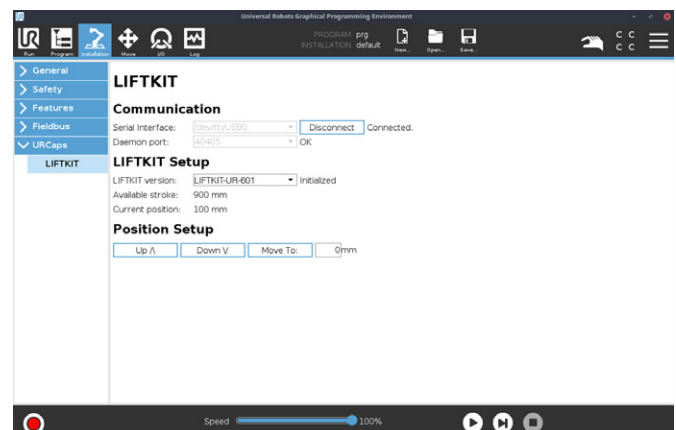 Universal Robots Graphical Programming Environment
PROGRAM prg
INSTALLATION default
Run Program Installation Move I/O Log New... Open... Save...
C C
C C
General
Safety
Features
Fieldbus
URCaps
LIFTKIT
LIFTKIT
Communication
Serial Interface: /dev/ttyUSB0 Disconnect Connected.
Daemon port: 40405 OK
LIFTKIT Setup
LIFTKIT version: LIFTKIT-UR-601 Initialized
Available stroke: 900 mm
Current position: 100 mm
Position Setup
Up Λ Down V Move To: 0mm
Speed 100%